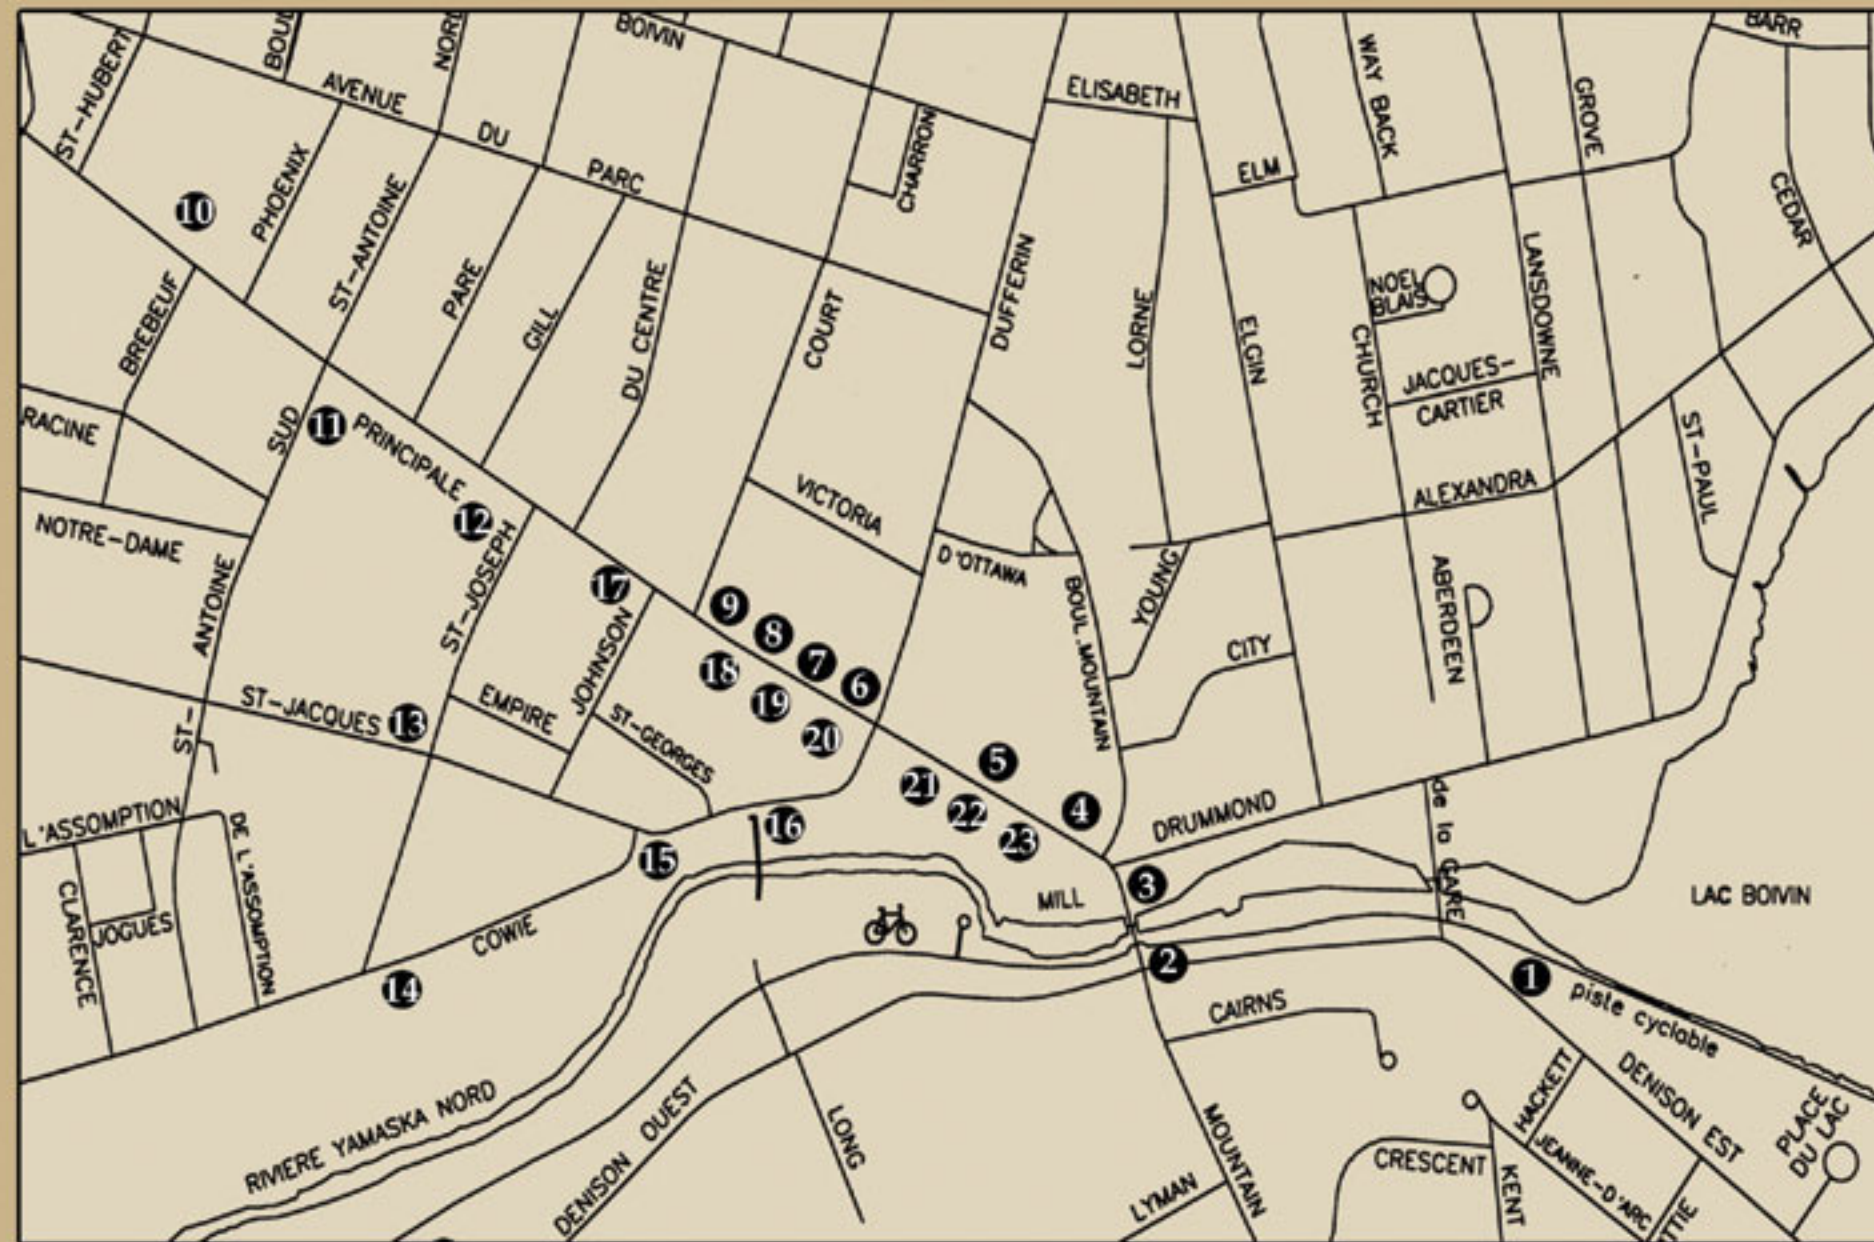 BOIVIN
BARR
ST-HUBERT
AVENUE
DU
PARC
CHARRON
ELISABETH
WAY BACK
GROVE
ELM
CEDAR
10
PHOENIX
ST-ANTOINE
PARE
GILL
DU CENTRE
COURT
DUFFERIN
LORNE
ELGIN
NOEL
BLAIS
CHURCH
LANSDOWNE
JACQUES-
CARTIER
BREBEUF
RACINE
SUD
11
PRINCIPALE
12
VICTORIA
ALEXANDRA
ST-PAUL
NOTRE-DAME
ST-JOSEPH
17
9
8
7
6
D'OTTAWA
BOUL. MOUNTAIN
YOUNG
CITY
ABERDEEN
ST-
ANTOINE
ST-JACQUES
13
EMPIRE
JOHNSON
ST-GEORGES
18
19
20
21
22
23
5
4
DRUMMOND
de la GARE
L'ASSOMPTION
DE L'ASSOMPTION
CLARENCE
JOGUES
14
COWIE
15
16
MILL
3
2
1
LAC BOIVIN
piste cyclable
CAIRNS
RIVIERE YAMASKA NORD
DENISON OUEST
LONG
MOUNTAIN
LYMAN
CRESCENT
KENT
HACKETT
JEANNE-D'ARC
DENISON EST
PLACE
DU LAC